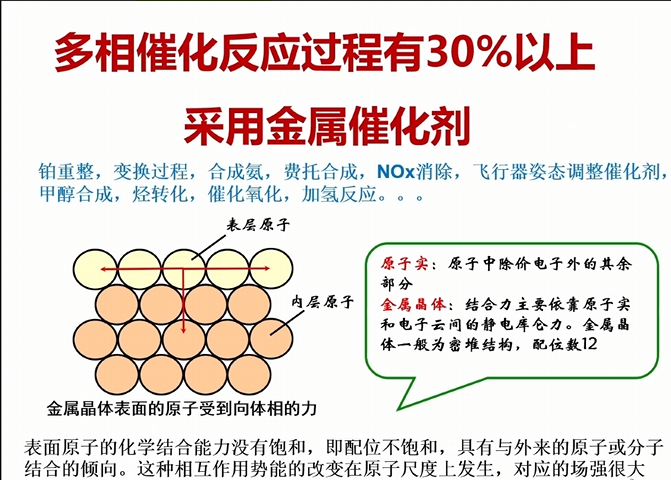 多相催化反应过程有30%以上
采用金属催化剂
铂重整，变换过程，合成氨，费托合成，NOx消除，飞行器姿态调整催化剂，
甲醇合成，烃转化，催化氧化，加氢反应。。。
表层原子
内层原子
金属晶体表面的原子受到向体相的力
原子实：原子中除价电子外的其余
部分
金属晶体：结合力主要依靠原子实
和电子云间的静电库仑力。金属晶
体一般为密堆结构，配位数12
表面原子的化学结合能力没有饱和，即配位不饱和，具有与外来的原子或分子
结合的倾向。这种相互作用势能的改变在原子尺度上发生，对应的场强很大